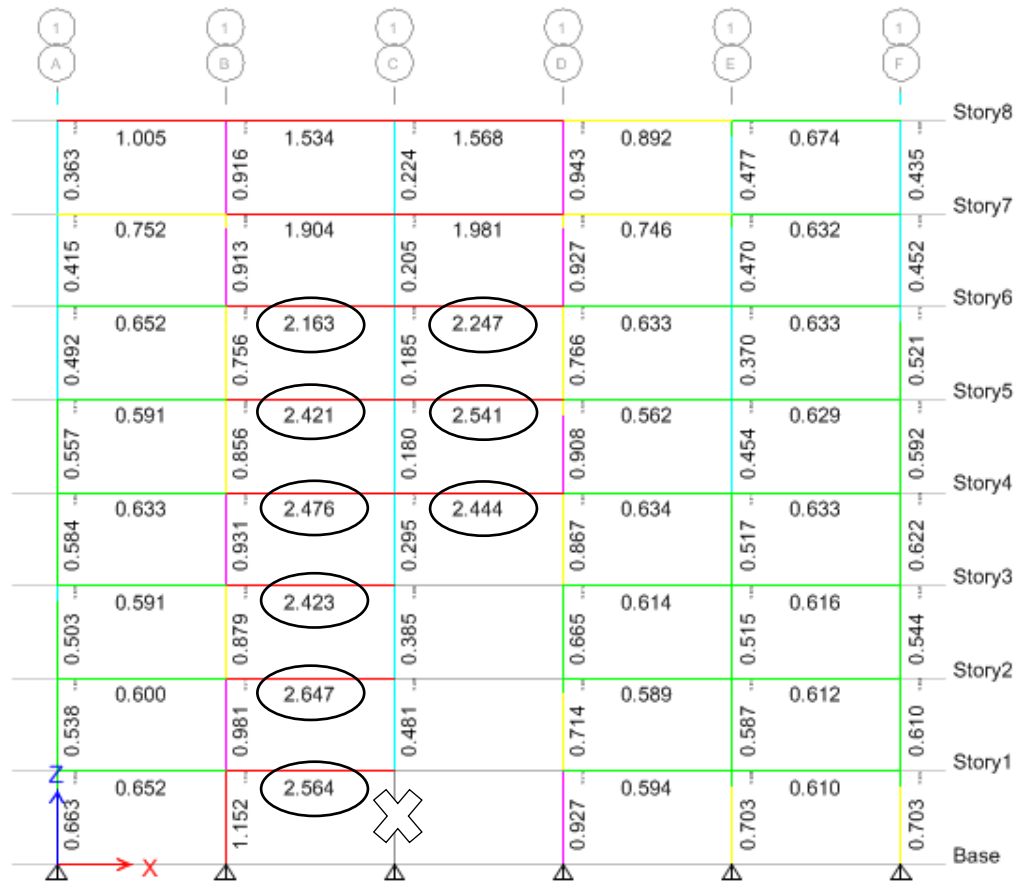 1 1 1 1 1 1
A B C D E F
Story8
1.005 1.534 1.568 0.892 0.674
0.363 0.916 0.224 0.943 0.477 0.435
Story7
0.752 1.904 1.981 0.746 0.632
0.415 0.913 0.205 0.927 0.470 0.452
Story6
0.652 2.163 2.247 0.633 0.633
0.492 0.756 0.185 0.766 0.370 0.521
Story5
0.591 2.421 2.541 0.562 0.629
0.557 0.856 0.180 0.908 0.454 0.592
Story4
0.633 2.476 2.444 0.634 0.633
0.584 0.931 0.295 0.867 0.517 0.622
Story3
0.591 2.423 0.614 0.616
0.503 0.879 0.385 0.665 0.515 0.544
Story2
0.600 2.647 0.589 0.612
0.538 0.981 0.481 0.714 0.587 0.610
Story1
Z
0.652 2.564 0.594 0.610
0.663 1.152 0.927 0.703 0.703
Base
X